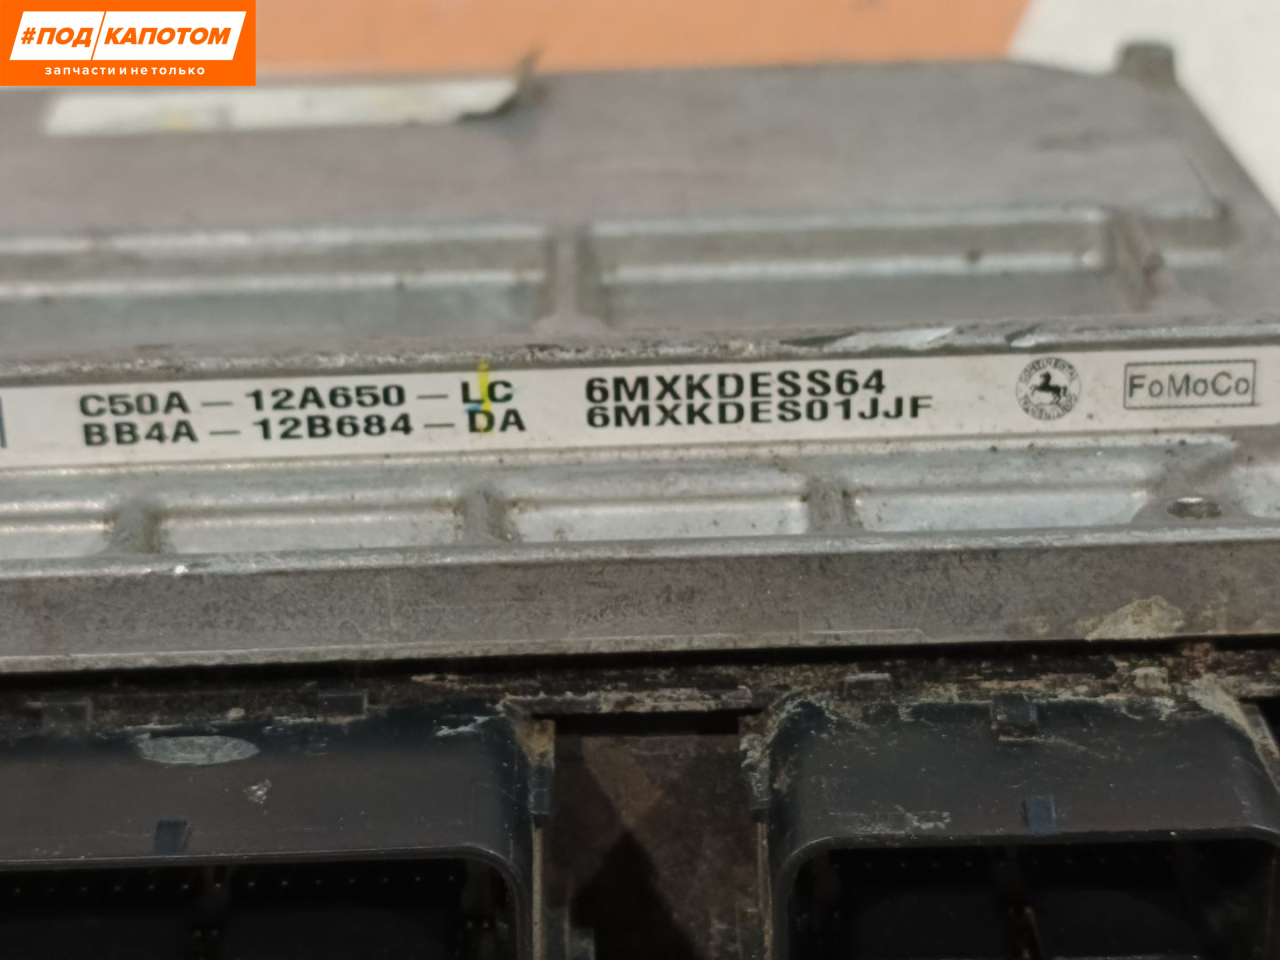 #ПОД КАПОТОМ
запчасти и не только
C50A – 12A650 – LC 6MXKDESS64
BB4A – 12B684 – DA 6MXKDES01JJF
FoMoCo